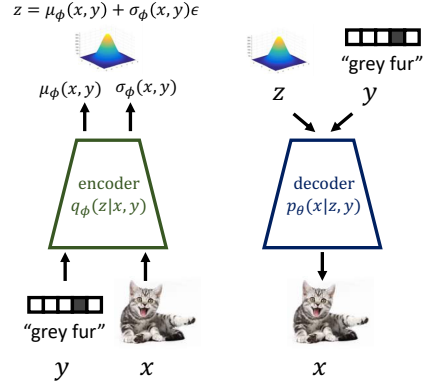 z = μ_ϕ(x, y) + σ_ϕ(x, y)ϵ
μ_ϕ(x, y) σ_ϕ(x, y)
encoder
q_ϕ(z|x, y)
"grey fur"
y x
"grey fur"
z y
decoder
p_θ(x|z, y)
x